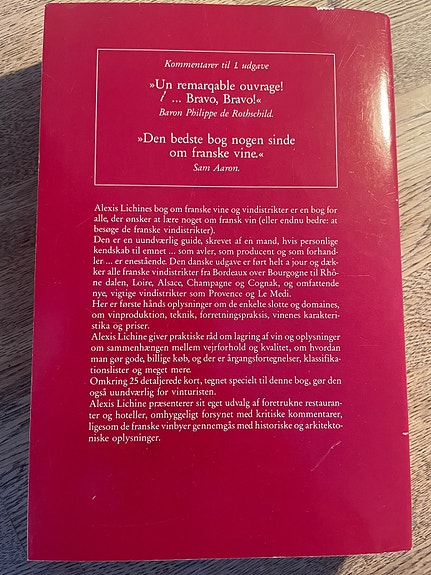 Kommentarer til 1. udgave
»Un remarqable ouvrage!
... Bravo, Bravo!«
Baron Philippe de Rothschild.
»Den bedste bog nogen sinde
om franske vine.«
Sam Aaron.
Alexis Lichines bog om franske vine og vindistrikter er en bog for
alle, der ønsker at lære noget om fransk vin (eller endnu bedre: at
besøge de franske vindistrikter).
Den er en uundværlig guide, skrevet af en mand, hvis personlige
kendskab til emnet ... som avler, som producent og som forhand-
ler ... er enestående. Den danske udgave er ført helt a jour og dæk-
ker alle franske vindistrikter fra Bordeaux over Bourgogne til Rhô-
ne dalen, Loire, Alsace, Champagne og Cognak, og omfattende
nye, vigtige vindistrikter som Provence og Le Medi.
Her er første hånds oplysninger om de enkelte slotte og domaines,
om vinproduktion, teknik, forretningspraksis, vinenes karakteri-
stika og priser.
Alexis Lichine giver praktiske råd om lagring af vin og oplysninger
om sammenhængen mellem vejrforhold og kvalitet, om hvordan
man gør gode, billige køb, og der er årgangsfortegnelser, klassifika-
tionslister og meget mere.
Omkring 25 detaljerede kort, tegnet specielt til denne bog, gør den
også uundværlig for vinturisten.
Alexis Lichine præsenterer sit eget udvalg af foretrukne restauran-
ter og hoteller, omhyggeligt forsynet med kritiske kommentarer,
ligesom de franske vinbyer gennemgås med historiske og arkitekto-
niske oplysninger.